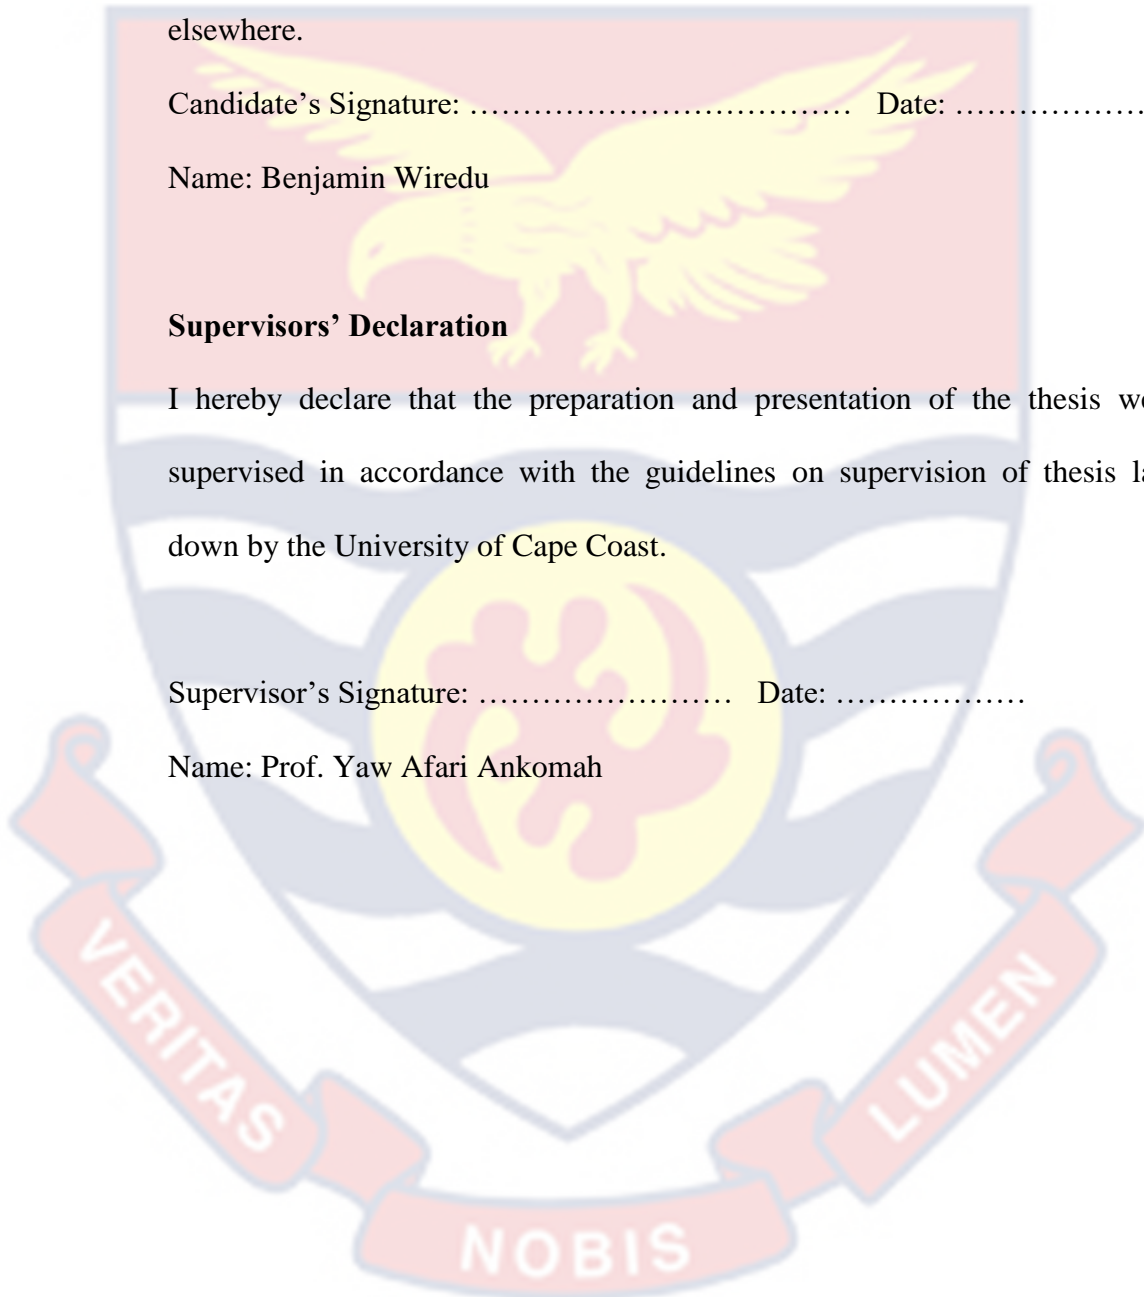 elsewhere.
Candidate’s Signature: ……………………………… Date: ………………
Name: Benjamin Wiredu
Supervisors’ Declaration
I hereby declare that the preparation and presentation of the thesis
supervised in accordance with the guidelines on supervision of thesis
down by the University of Cape Coast.
Supervisor’s Signature: …………………… Date: ………………
Name: Prof. Yaw Afari Ankomah
VERITAS
NOBIS
LUMEN